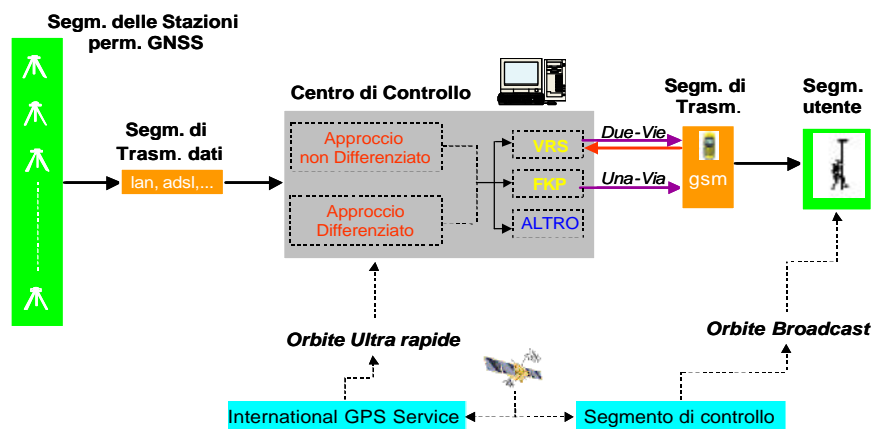 Segm. delle Stazioni
perm. GNSS
Segm. di
Trasm. dati
lan, adsl,...
Centro di Controllo
Approccio
non Differenziato
Approccio
Differenziato
VRS
FKP
ALTRO
Due-Vie
Una-Via
Segm. di
Trasm.
gsm
Segm.
utente
Orbite Ultra rapide
Orbite Broadcast
International GPS Service
Segmento di controllo